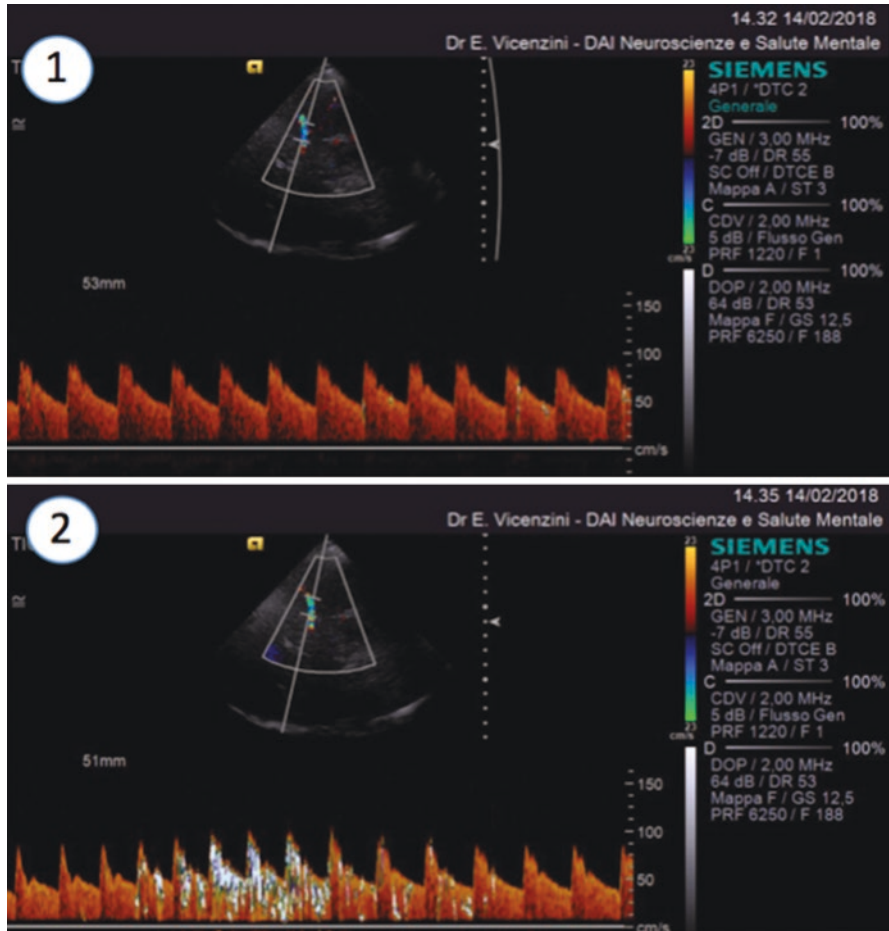 1
14.32 14/02/2018
Dr E. Vicenzini - DAI Neuroscienze e Salute Mentale
23
SIEMENS
4P1 / *DTC 2
Generale
2D 100%
GEN / 3,00 MHz
-7 dB / DR 55
SC Off / DTCE B
Mappa A / ST 3
C 100%
CDV / 2,00 MHz
5 dB / Flusso Gen
PRF 1220 / F 1
23
cm/s
D 100%
DOP / 2,00 MHz
64 dB / DR 53
Mappa F / GS 12,5
PRF 6250 / F 188
53mm
150
100
50
cm/s
2
14.35 14/02/2018
Dr E. Vicenzini - DAI Neuroscienze e Salute Mentale
23
SIEMENS
4P1 / *DTC 2
Generale
2D 100%
GEN / 3,00 MHz
-7 dB / DR 55
SC Off / DTCE B
Mappa A / ST 3
C 100%
CDV / 2,00 MHz
5 dB / Flusso Gen
PRF 1220 / F 1
23
cm/s
D 100%
DOP / 2,00 MHz
64 dB / DR 53
Mappa F / GS 12,5
PRF 6250 / F 188
51mm
150
100
50
cm/s